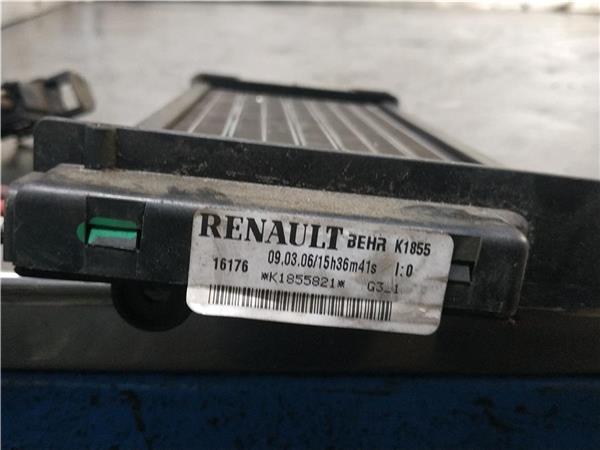 RENAULT BEHR K1855
16176 09.03.06/15h36m41s I:0
*K1855821* G3_1